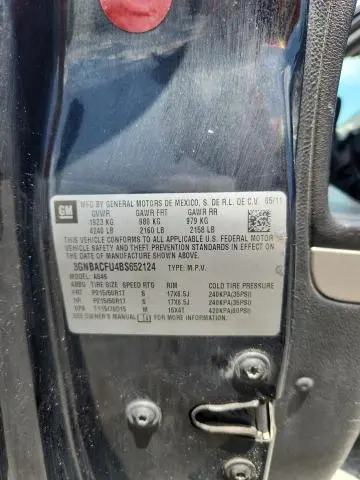 GM
MFD BY GENERAL MOTORS DE MEXICO, S. DE R.L. DE C.V. 05/11
GVWR GAWR FRT GAWR RR
1923 KG 980 KG 979 KG
4240 LB 2160 LB 2158 LB
THIS VEHICLE CONFORMS TO ALL APPLICABLE U.S. FEDERAL
MOTOR VEHICLE SAFETY, BUMPER, AND THEFT PREVENTION
STANDARDS IN EFFECT ON THE DATE OF MANUFACTURE SHOWN ABOVE.
3GNBACFU4BS652124 TYPE: M.P.V.
MODEL:
TIRE SIZE SPEED RTG RIM COLD TIRE PRESSURE
FRT P215/60R17 S 17X6.5J 240KPA(35PSI)
RR P215/60R17 S 17X6.5J 240KPA(35PSI)
SPA T115/70D15 M 15X4T 420KPA(60PSI)
SEE OWNER'S MANUAL FOR MORE INFORMATION